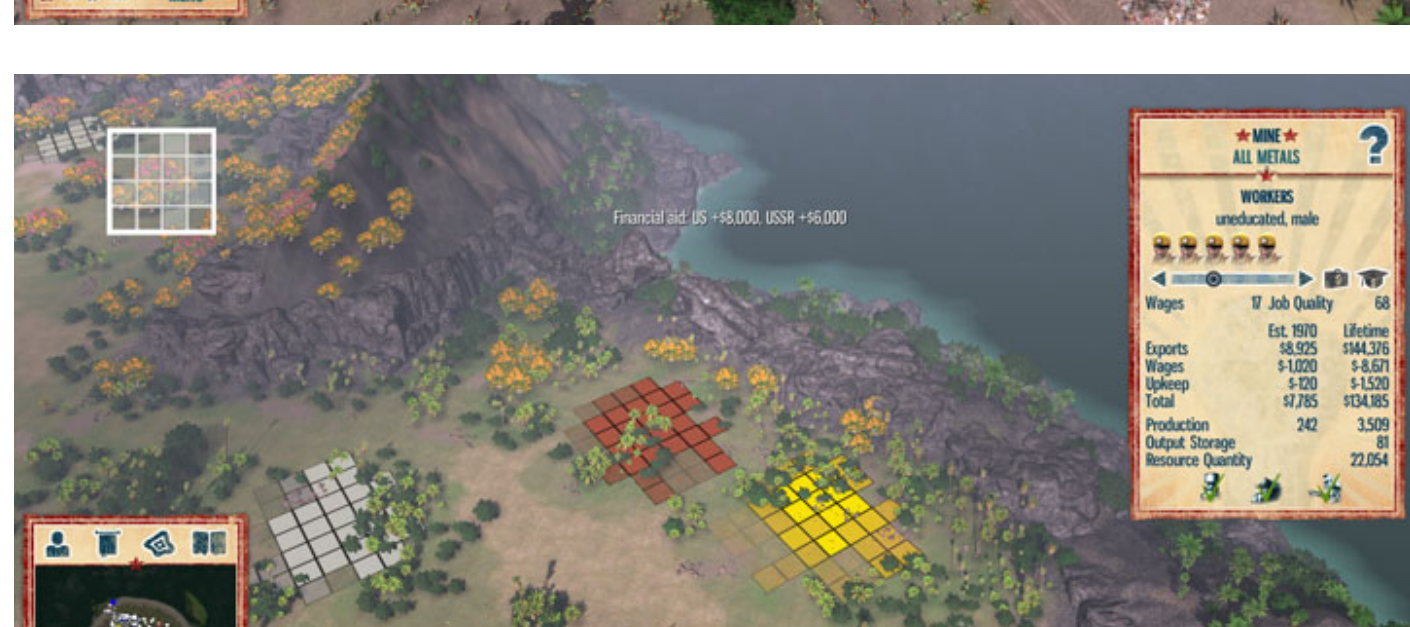 MINE
ALL METALS
WORKERS
uneducated, male
Financial aid: US +$8,000, USSR +$6,000
Wages 17 Job Quality 68
Est. 1970 Lifetime
Exports $8,925 $144,376
Wages $-1,020 $-8,671
Upkeep $-120 $-1,520
Total $7,785 $134,185
Production 242 3,509
Output Storage 81
Resource Quantity 22,054